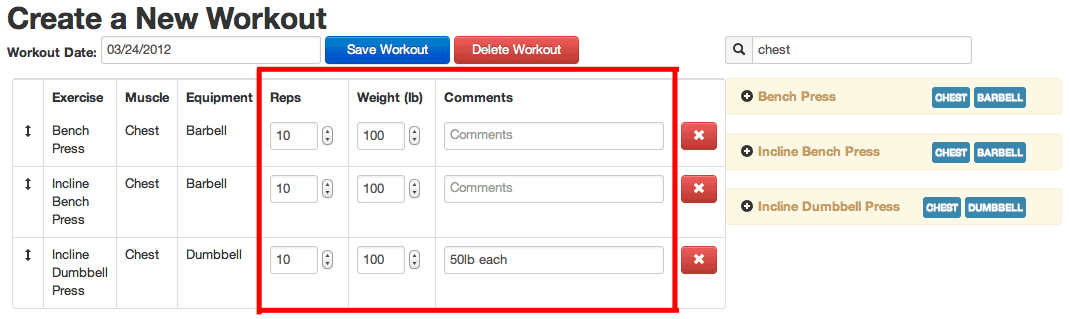 Create a New Workout
Workout Date: 03/24/2012 Save Workout Delete Workout chest
Exercise Muscle Equipment Reps Weight (lb) Comments
Bench Press Chest Barbell 10 100 Comments
Incline Bench Press Chest Barbell 10 100 Comments
Incline Dumbbell Press Chest Dumbbell 10 100 50lb each
Bench Press CHEST BARBELL
Incline Bench Press CHEST BARBELL
Incline Dumbbell Press CHEST DUMBBELL